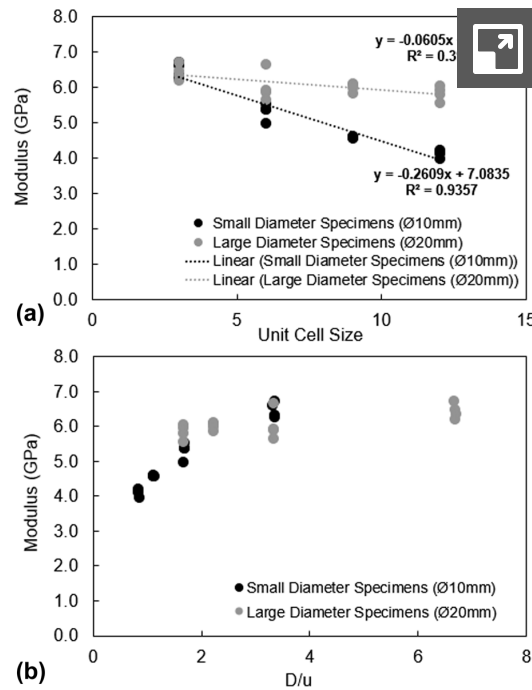 8.0
7.0
6.0
5.0
4.0
3.0
2.0
1.0
0.0
Modulus (GPa)
y = -0.0605x
R² = 0.3
y = -0.2609x + 7.0835
R² = 0.9357
Small Diameter Specimens (Ø10mm)
Large Diameter Specimens (Ø20mm)
Linear (Small Diameter Specimens (Ø10mm))
Linear (Large Diameter Specimens (Ø20mm))
0 5 10 15
Unit Cell Size
(a)
8.0
7.0
6.0
5.0
4.0
3.0
2.0
1.0
0.0
Modulus (GPa)
Small Diameter Specimens (Ø10mm)
Large Diameter Specimens (Ø20mm)
0 2 4 6 8
D/u
(b)